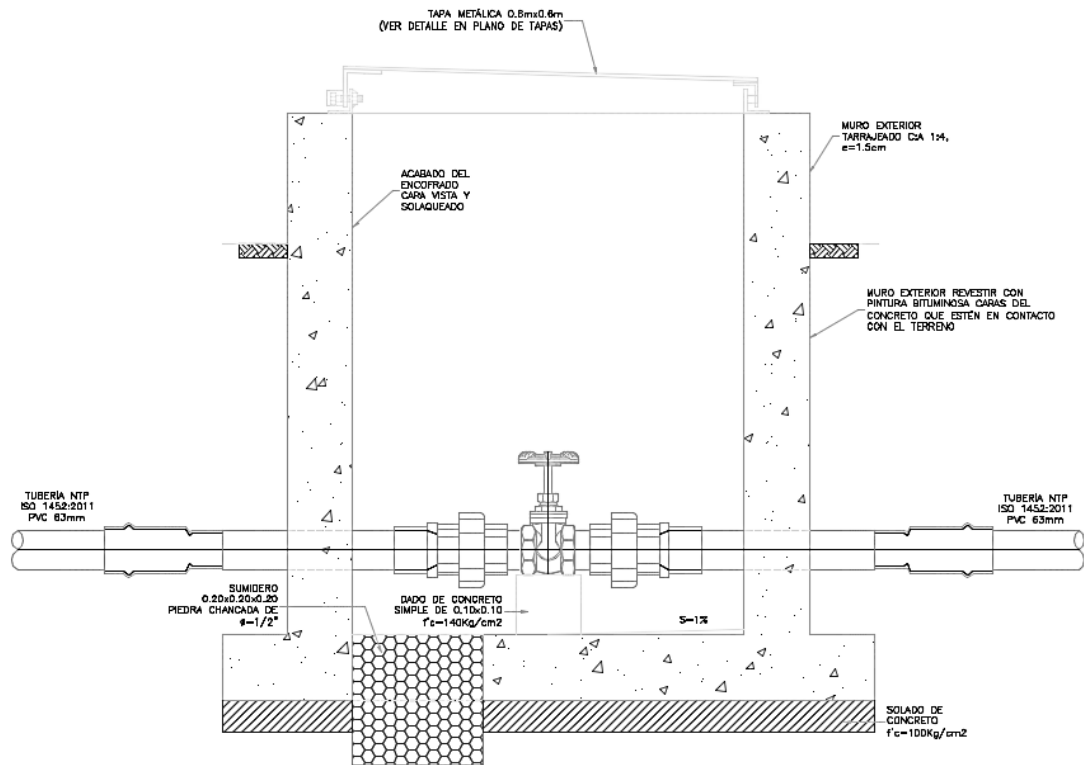 TAPA METÁLICA 0.6mx0.6m
(VER DETALLE EN PLANO DE TAPAS)
MURO EXTERIOR
TARRAJEADO C:A 1:4,
e=1.5cm
ACABADO DEL
ENCOFRADO
CARA VISTA Y
SOLAQUEADO
MURO EXTERIOR REVESTIR CON
PINTURA BITUMINOSA CARAS DEL
CONCRETO QUE ESTÉN EN CONTACTO
CON EL TERRENO
TUBERÍA NTP
ISO 1452:2011
PVC 63mm
TUBERÍA NTP
ISO 1452:2011
PVC 63mm
SUMIDERO
0.20x0.20x0.20
PIEDRA CHANCADA DE
ø=1/2"
DADO DE CONCRETO
SIMPLE DE 0.10x0.10
f'c=140Kg/cm2
S=1%
SOLADO DE
CONCRETO
f'c=100Kg/cm2